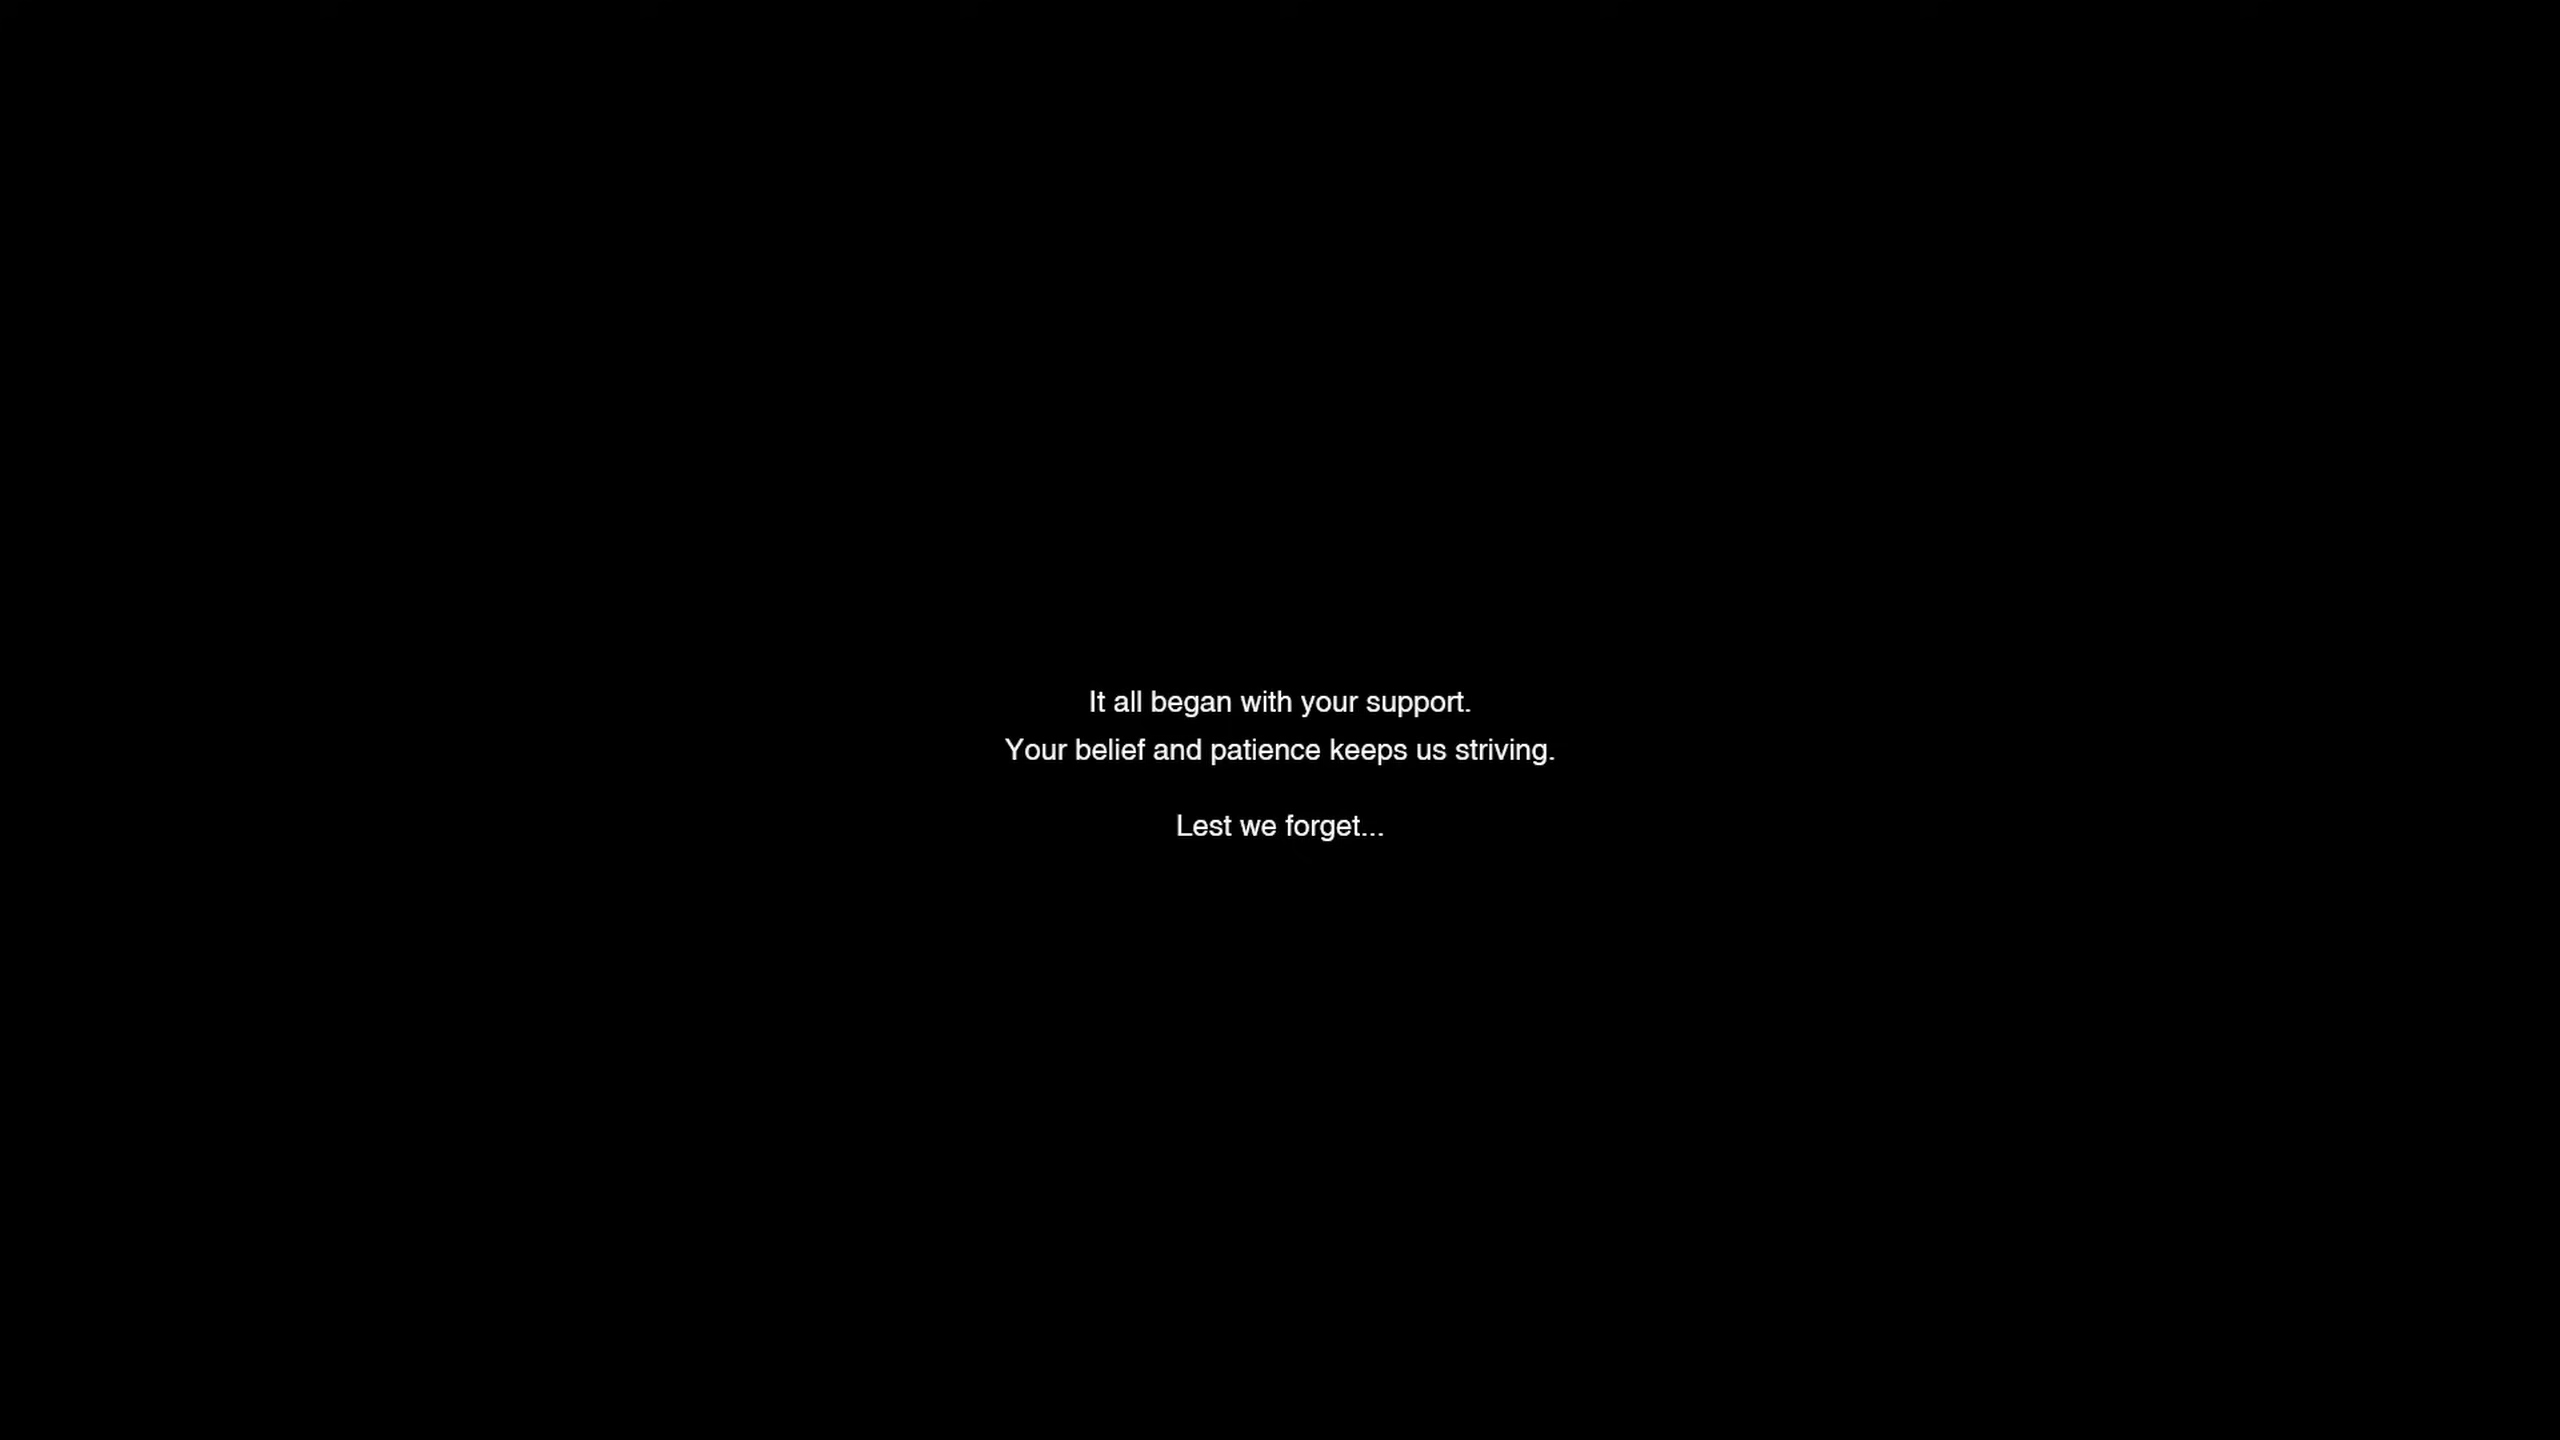 It all began with your support.
Your belief and patience keeps us striving.
Lest we forget...